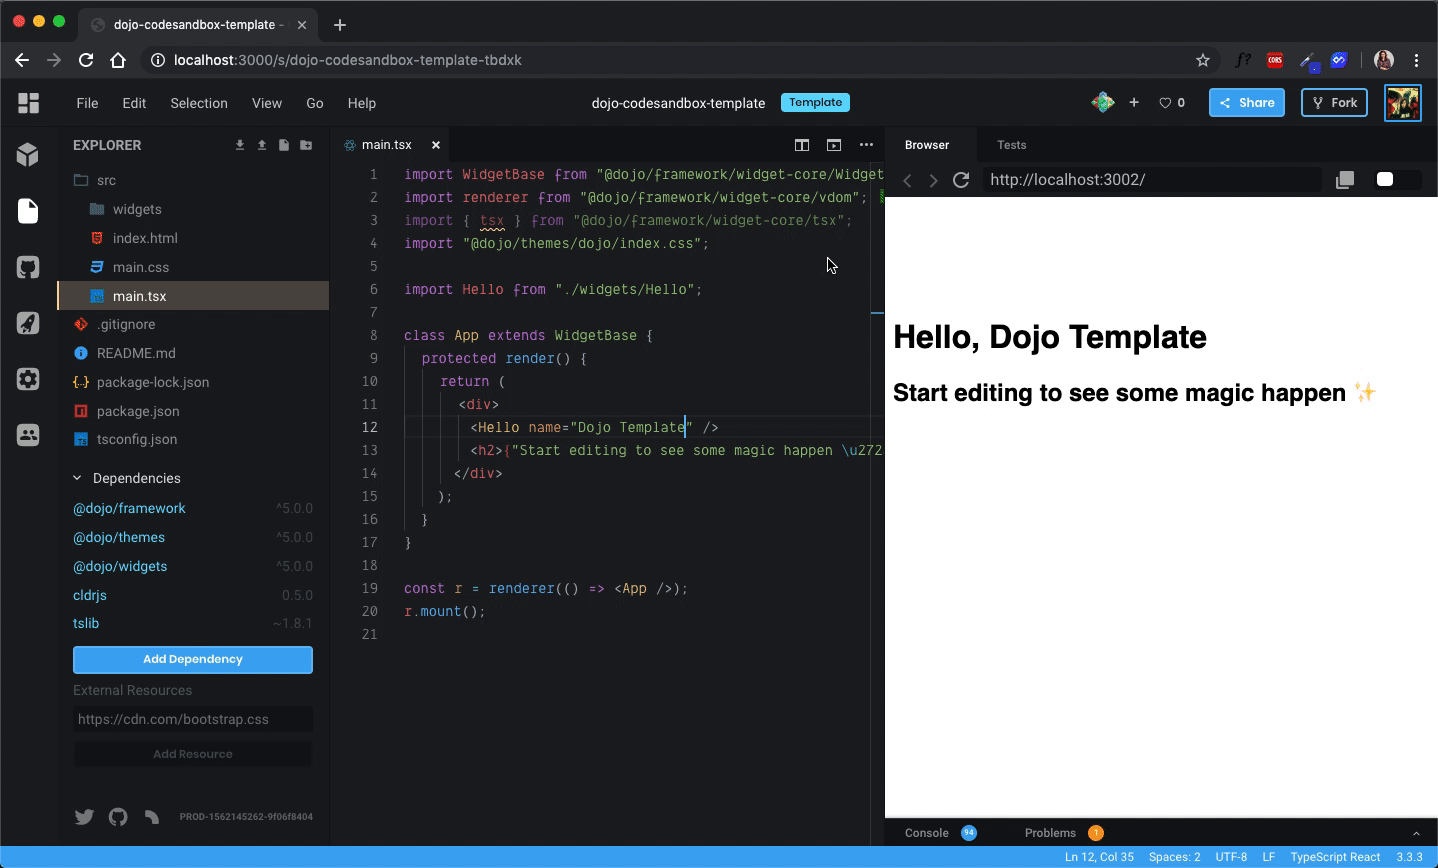 dojo-codesandbox-template -
localhost:3000/s/dojo-codesandbox-template-tbdxk
f?
CORS
File Edit Selection View Go Help
dojo-codesandbox-template Template
0 Share Fork
EXPLORER
src
widgets
index.html
main.css
main.tsx
.gitignore
README.md
package-lock.json
package.json
tsconfig.json
Dependencies
@dojo/framework ^5.0.0
@dojo/themes ^5.0.0
@dojo/widgets ^5.0.0
cldrjs 0.5.0
tslib ~1.8.1
Add Dependency
External Resources
https://cdn.com/bootstrap.css
Add Resource
PROD-1562145262-9f06f8404
main.tsx
1 import WidgetBase from "@dojo/framework/widget-core/Widget
2 import renderer from "@dojo/framework/widget-core/vdom";
3 import { tsx } from "@dojo/framework/widget-core/tsx";
4 import "@dojo/themes/dojo/index.css";
5
6 import Hello from "./widgets/Hello";
7
8 class App extends WidgetBase {
9 protected render() {
10 return (
11 <div>
12 <Hello name="Dojo Template" />
13 <h2>{"Start editing to see some magic happen \u272
14 </div>
15 );
16 }
17 }
18
19 const r = renderer(() => <App />);
20 r.mount();
21
Browser Tests
http://localhost:3002/
Hello, Dojo Template
Start editing to see some magic happen ✨
Console 94 Problems 1
Ln 12, Col 35 Spaces: 2 UTF-8 LF TypeScript React 3.3.3